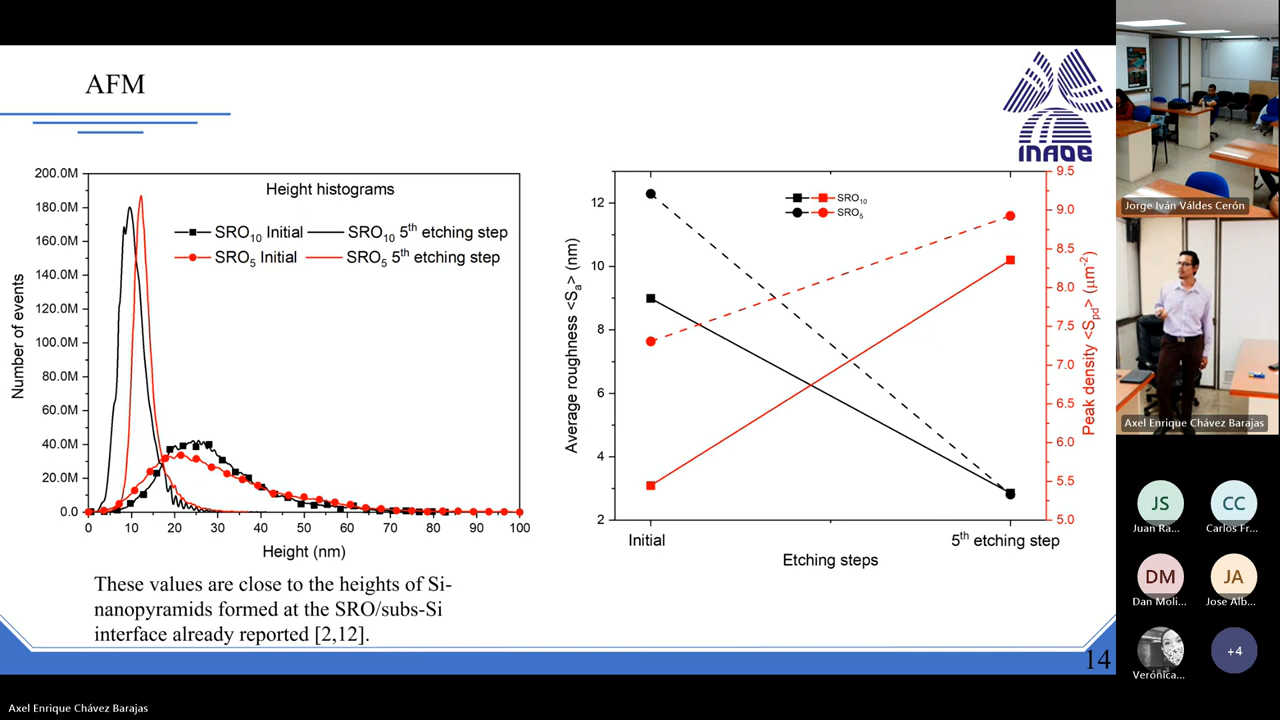 AFM
INAOE
200.0M
180.0M
160.0M
140.0M
120.0M
100.0M
80.0M
60.0M
40.0M
20.0M
0.0
Number of events
Height histograms
SRO10 Initial
SRO10 5th etching step
SRO5 Initial
SRO5 5th etching step
0 10 20 30 40 50 60 70 80 90 100
Height (nm)
12
10
8
6
4
2
Average roughness <Sa> (nm)
SRO10
SRO5
9.5
9.0
8.5
8.0
7.5
7.0
6.5
6.0
5.5
5.0
Peak density <Spd> (μm-2)
Initial
5th etching step
Etching steps
These values are close to the heights of Si-
nanopyramids formed at the SRO/subs-Si
interface already reported [2,12].
14
Jorge Iván Váldes Cerón
Axel Enrique Chávez Barajas
JS
CC
Juan Ra...
Carlos Fr...
DM
JA
Dan Moli...
Jose Alb...
+4
Verónica...
Axel Enrique Chávez Barajas